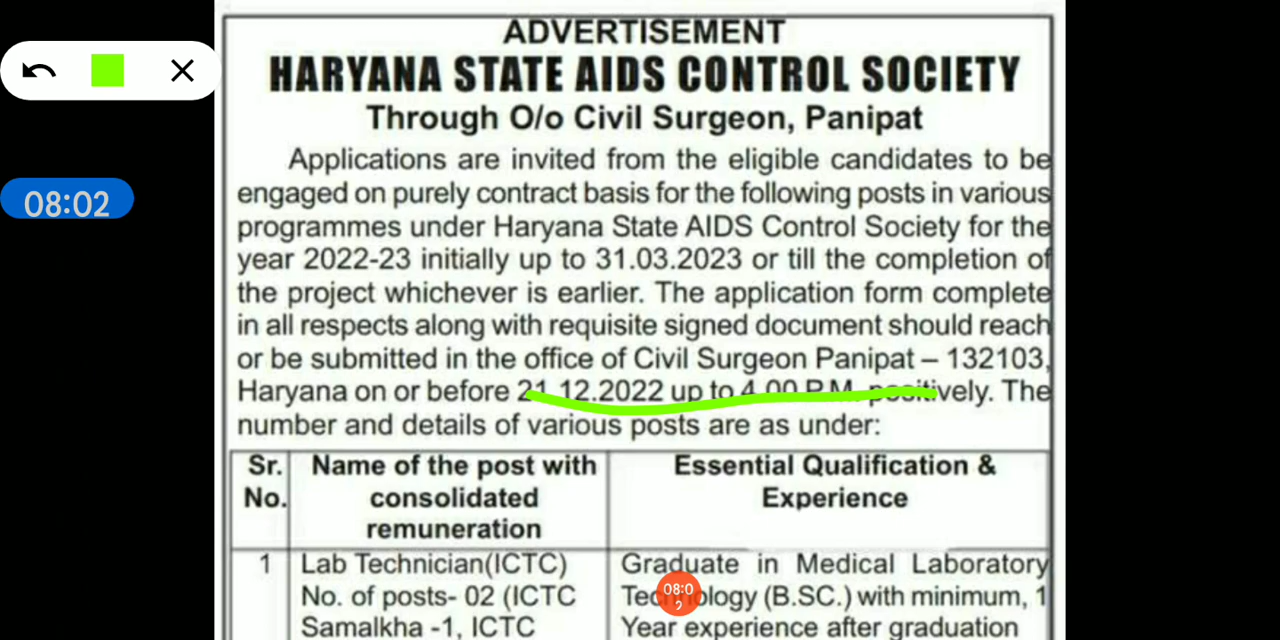 ADVERTISEMENT
HARYANA STATE AIDS CONTROL SOCIETY
Through O/o Civil Surgeon, Panipat
08:02
Applications are invited from the eligible candidates to be
engaged on purely contract basis for the following posts in various
programmes under Haryana State AIDS Control Society for the
year 2022-23 initially up to 31.03.2023 or till the completion of
the project whichever is earlier. The application form complete
in all respects along with requisite signed document should reach
or be submitted in the office of Civil Surgeon Panipat – 132103,
Haryana on or before 21.12.2022 up to 4.00 P.M. positively. The
number and details of various posts are as under:
Sr. No.
Name of the post with
consolidated
remuneration
Essential Qualification &
Experience
1
Lab Technician(ICTC)
No. of posts- 02 (ICTC
Samalkha -1, ICTC
Graduate in Medical Laboratory
Technology (B.SC.) with minimum, 1
Year experience after graduation
08:0
2